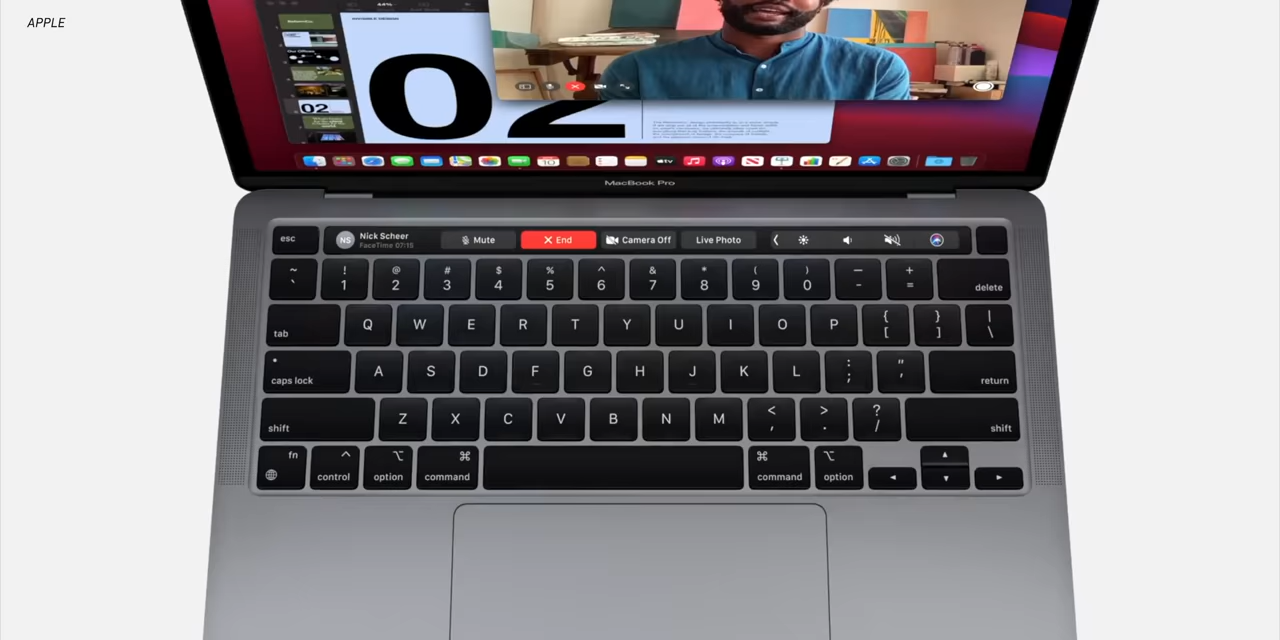 APPLE
02
02
MacBook Pro
esc
NS
Nick Scheer
FaceTime 07:15
Mute
End
Camera Off
Live Photo
~ ! @ # $ % ^ & * ( ) — +
` 1 2 3 4 5 6 7 8 9 0 - = delete
tab Q W E R T Y U I O P { [ } ] | \
caps lock A S D F G H J K L : ; " ' return
shift Z X C V B N M < , > . ? / shift
fn control option command command option